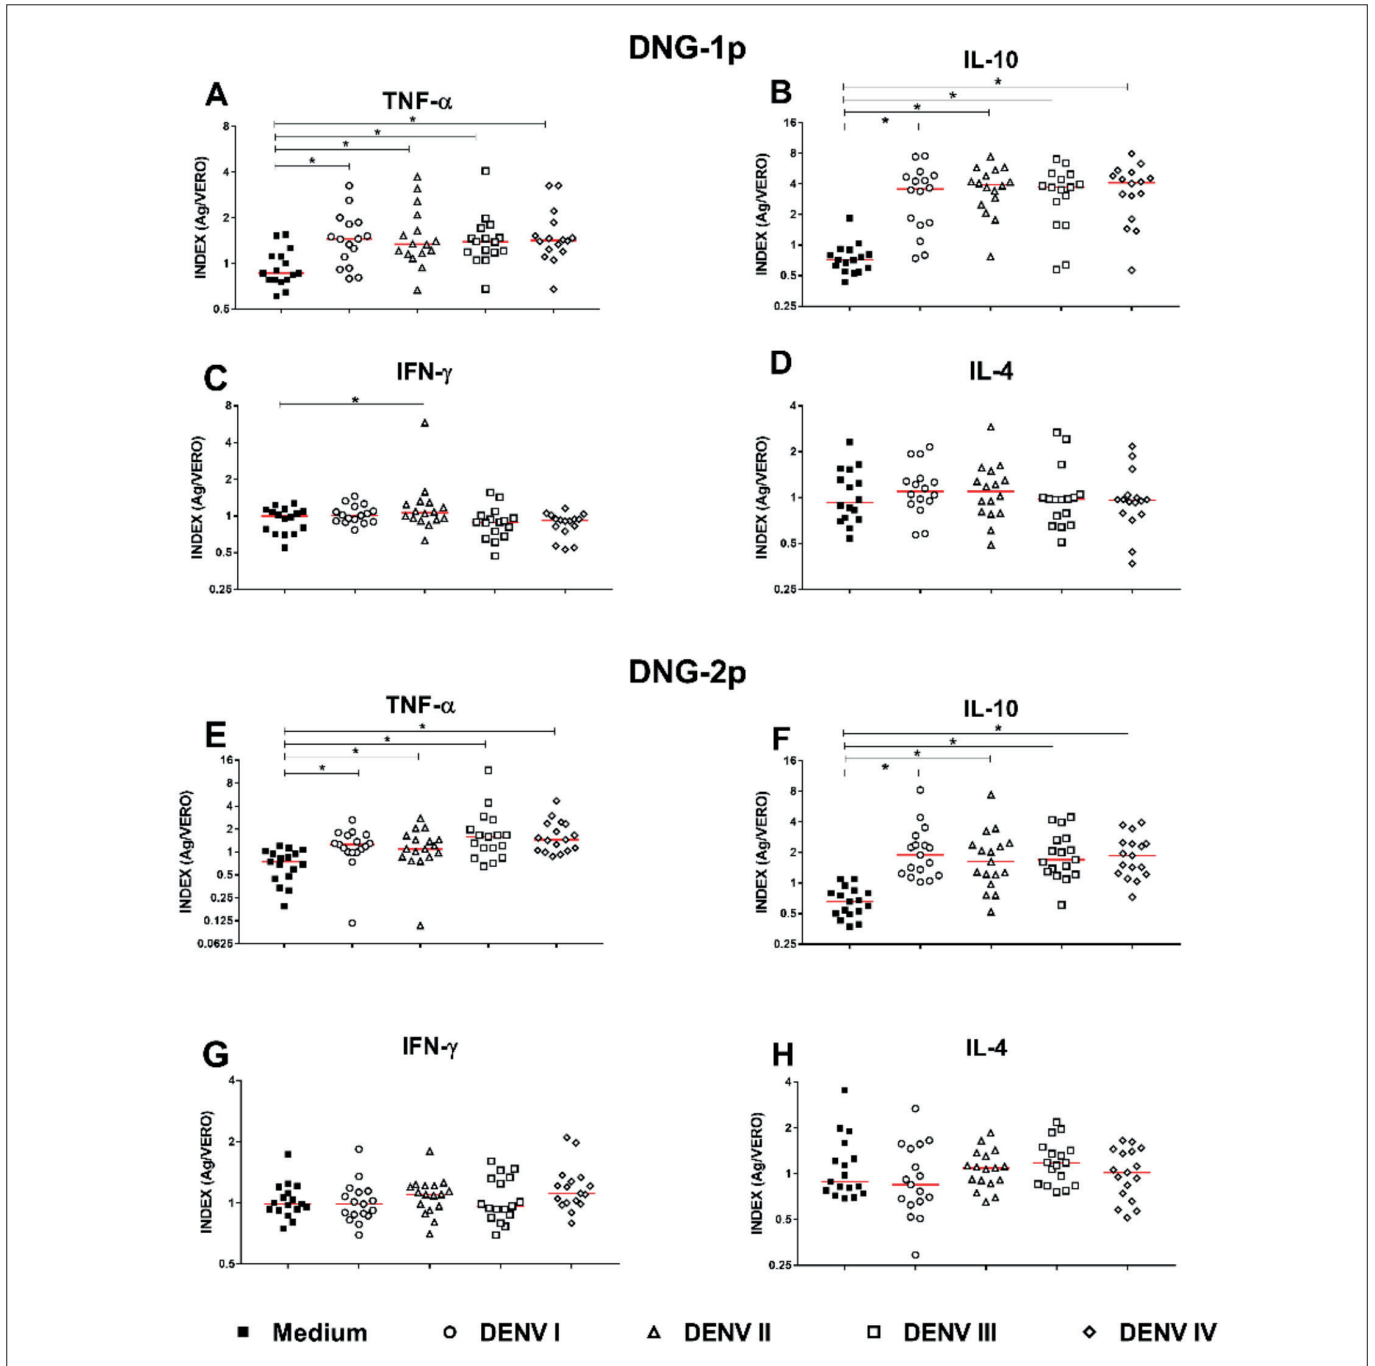 DNG-1p
A
TNF-α
INDEX (Ag/VERO)
8
4
2
1
0.5
* * * *
B
IL-10
INDEX (Ag/VERO)
16
8
4
2
1
0.5
0.25
* * * *
C
IFN-γ
INDEX (Ag/VERO)
8
4
2
1
0.5
0.25
*
D
IL-4
INDEX (Ag/VERO)
4
2
1
0.5
0.25
DNG-2p
E
TNF-α
INDEX (Ag/VERO)
16
8
4
2
1
0.5
0.25
0.125
0.0625
* * * *
F
IL-10
INDEX (Ag/VERO)
16
8
4
2
1
0.5
0.25
* * * *
G
IFN-γ
INDEX (Ag/VERO)
4
2
1
0.5
H
IL-4
INDEX (Ag/VERO)
4
2
1
0.5
0.25
Medium DENV I DENV II DENV III DENV IV